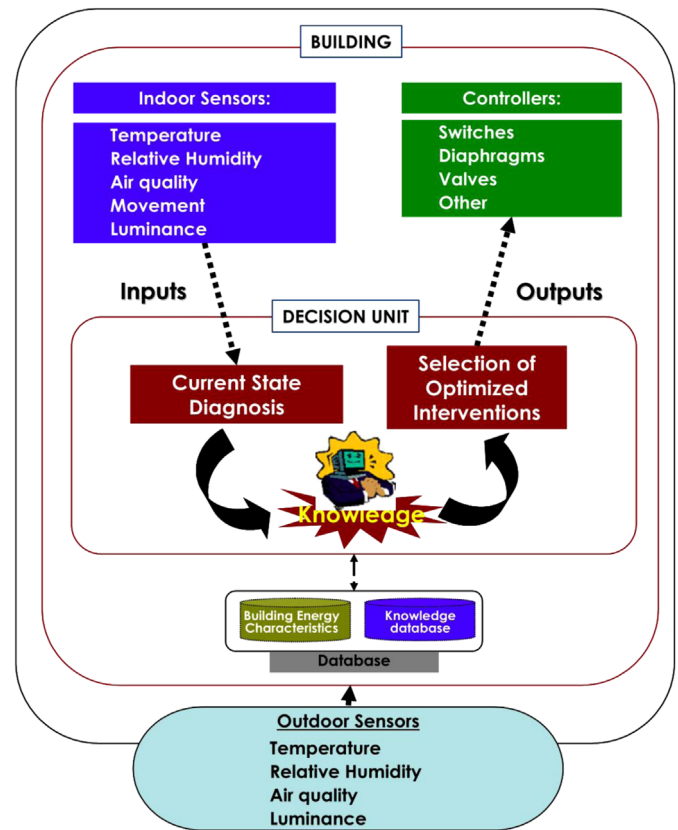 BUILDING
Indoor Sensors:
Temperature
Relative Humidity
Air quality
Movement
Luminance
Controllers:
Switches
Diaphragms
Valves
Other
Inputs
Outputs
DECISION UNIT
Current State
Diagnosis
Selection of
Optimized
Interventions
Knowledge
Building Energy
Characteristics
Knowledge
database
Database
Outdoor Sensors
Temperature
Relative Humidity
Air quality
Luminance